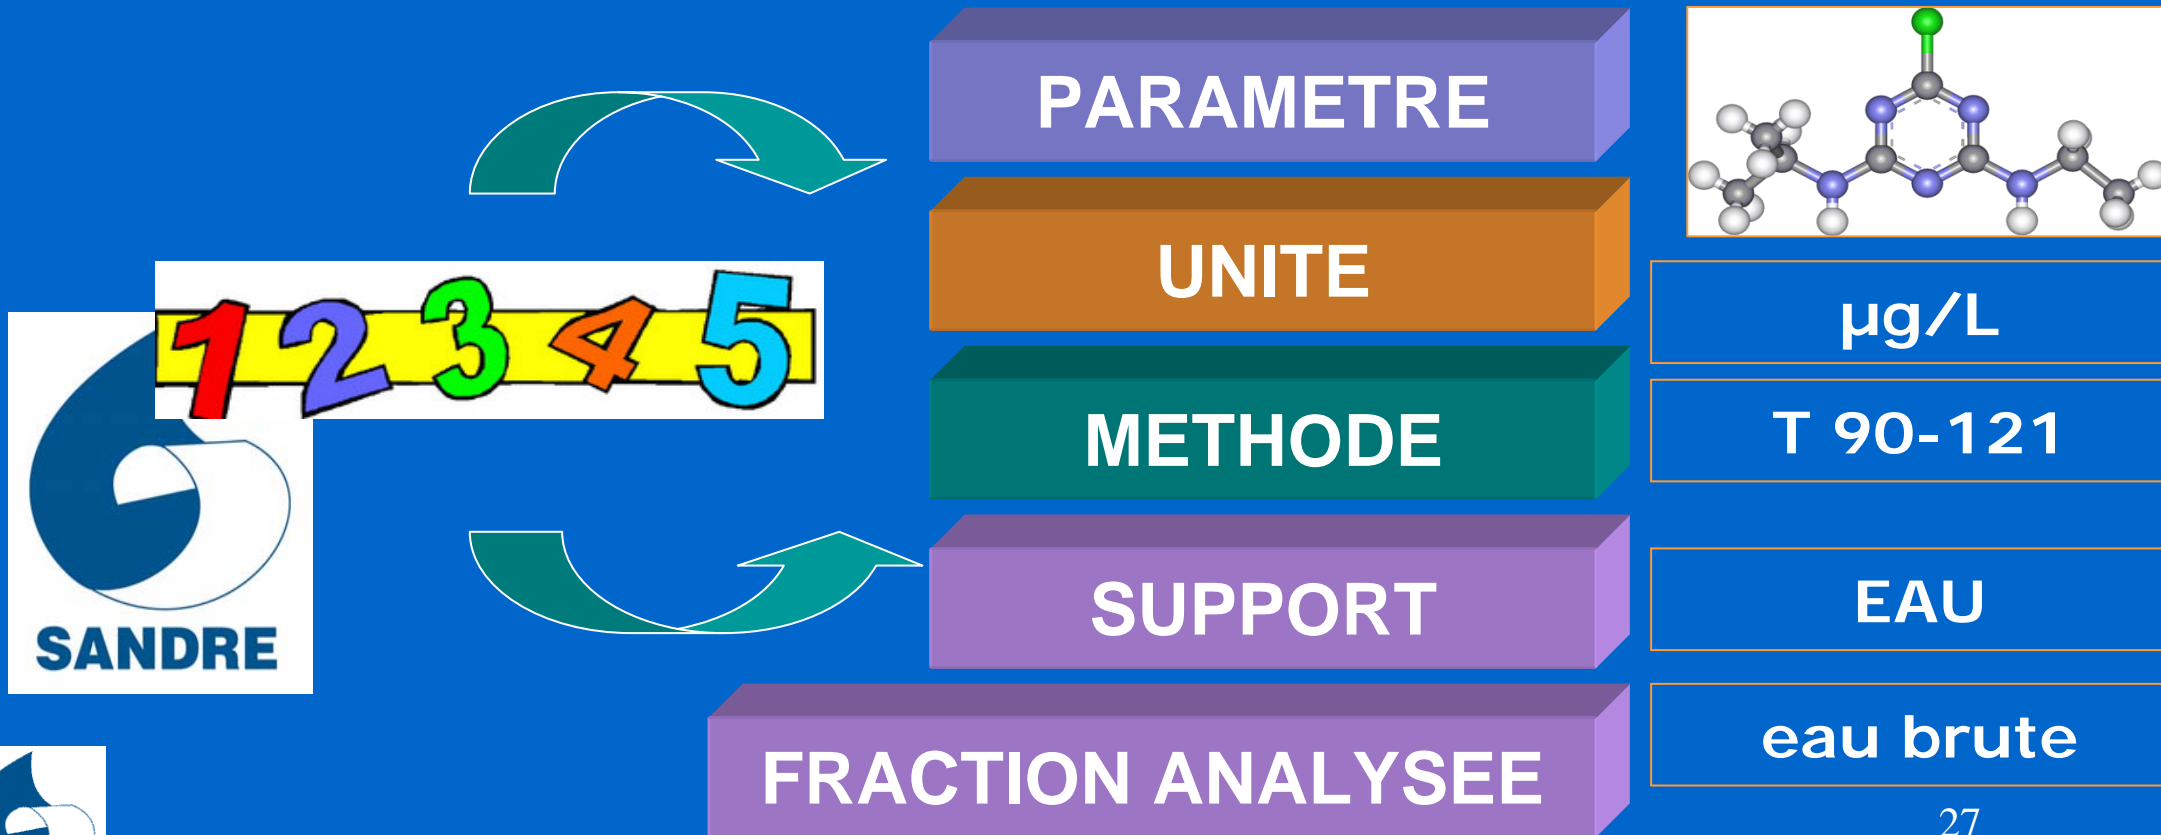 PARAMETRE
UNITE
µg/L
1 2 3 4 5
METHODE
T 90-121
SUPPORT
EAU
SANDRE
FRACTION ANALYSEE
eau brute
27